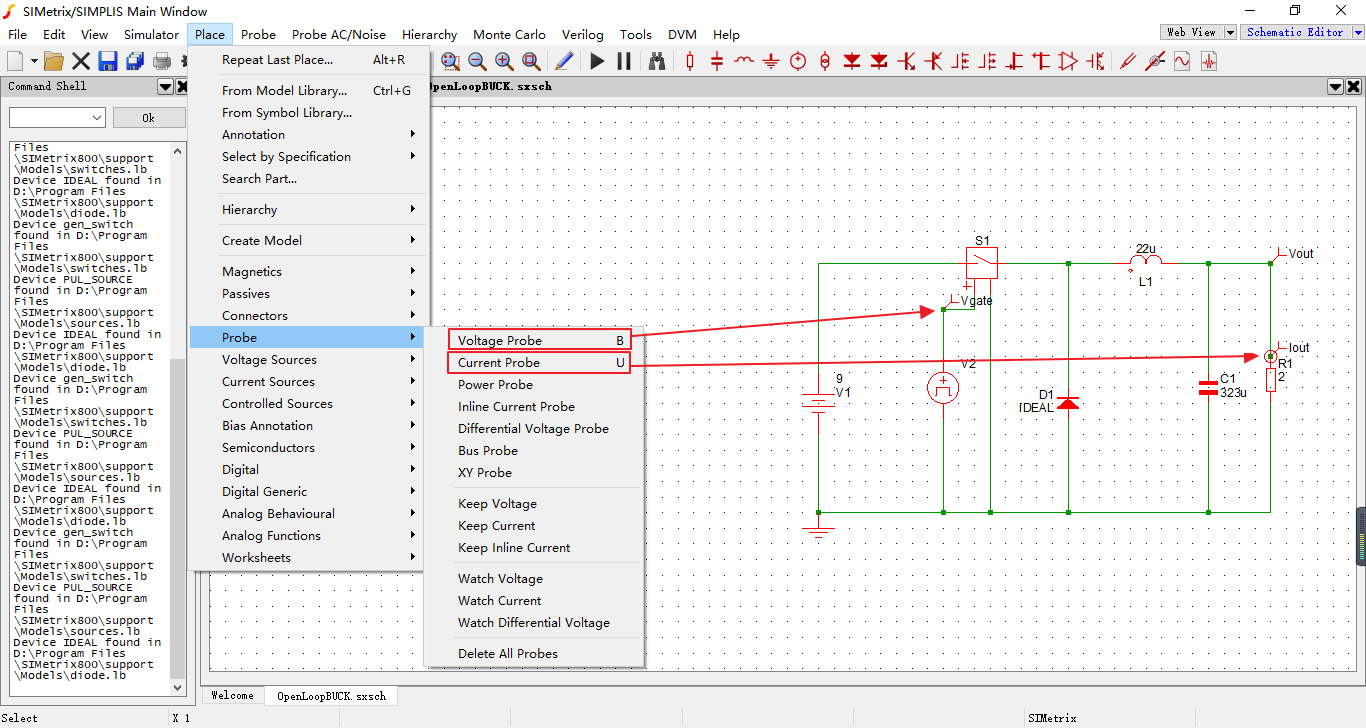 SIMetrix/SIMPLIS Main Window
File Edit View Simulator Place Probe Probe AC/Noise Hierarchy Monte Carlo Verilog Tools DVM Help
Web View
Schematic Editor
Command Shell
OpenLoopBUCK.sxsch
Ok
Files
\SIMetrix800\support
\Models\switches.lb
Device IDEAL found in
D:\Program Files
\SIMetrix800\support
\Models\diode.lb
Device gen_switch
found in D:\Program
Files
\SIMetrix800\support
\Models\switches.lb
Device PUL_SOURCE
found in D:\Program
Files
\SIMetrix800\support
\Models\sources.lb
Device IDEAL found in
D:\Program Files
\SIMetrix800\support
\Models\diode.lb
Device gen_switch
found in D:\Program
Files
\SIMetrix800\support
\Models\switches.lb
Device PUL_SOURCE
found in D:\Program
Files
\SIMetrix800\support
\Models\sources.lb
Device IDEAL found in
D:\Program Files
\SIMetrix800\support
\Models\diode.lb
Device gen_switch
found in D:\Program
Files
\SIMetrix800\support
\Models\switches.lb
Device PUL_SOURCE
found in D:\Program
Files
\SIMetrix800\support
\Models\sources.lb
Device IDEAL found in
D:\Program Files
\SIMetrix800\support
\Models\diode.lb
Repeat Last Place... Alt+R
From Model Library... Ctrl+G
From Symbol Library...
Annotation
Select by Specification
Search Part...
Hierarchy
Create Model
Magnetics
Passives
Connectors
Probe
Voltage Sources
Current Sources
Controlled Sources
Bias Annotation
Semiconductors
Digital
Digital Generic
Analog Behavioural
Analog Functions
Worksheets
Voltage Probe B
Current Probe U
Power Probe
Inline Current Probe
Differential Voltage Probe
Bus Probe
XY Probe
Keep Voltage
Keep Current
Keep Inline Current
Watch Voltage
Watch Current
Watch Differential Voltage
Delete All Probes
S1
22u
L1
Vout
Vgate
Iout
V2
R1
2
9
V1
D1
IDEAL
C1
323u
Welcome
OpenLoopBUCK.sxsch
Select
X 1
SIMetrix